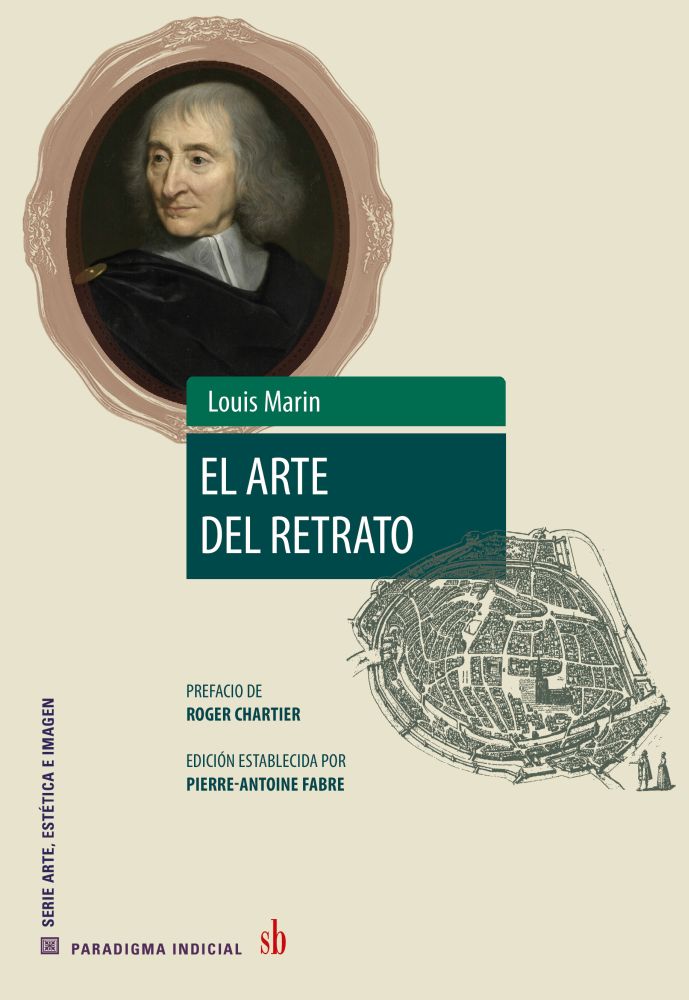 Louis Marin
EL ARTE
DEL RETRATO
PREFACIO DE
ROGER CHARTIER
EDICIÓN ESTABLECIDA POR
PIERRE-ANTOINE FABRE
SERIE ARTE, ESTÉTICA E IMAGEN
PARADIGMA INDICIAL
sb